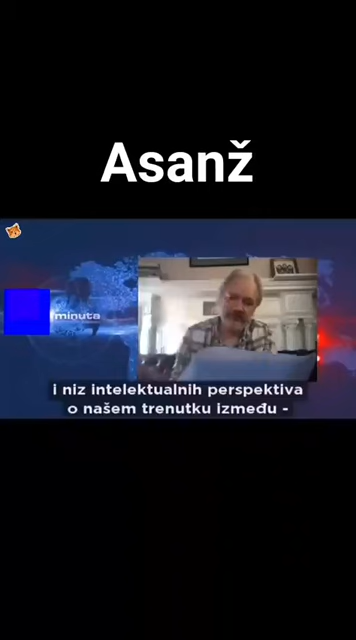 Asanž
minuta
i niz intelektualnih perspektiva
o našem trenutku između -